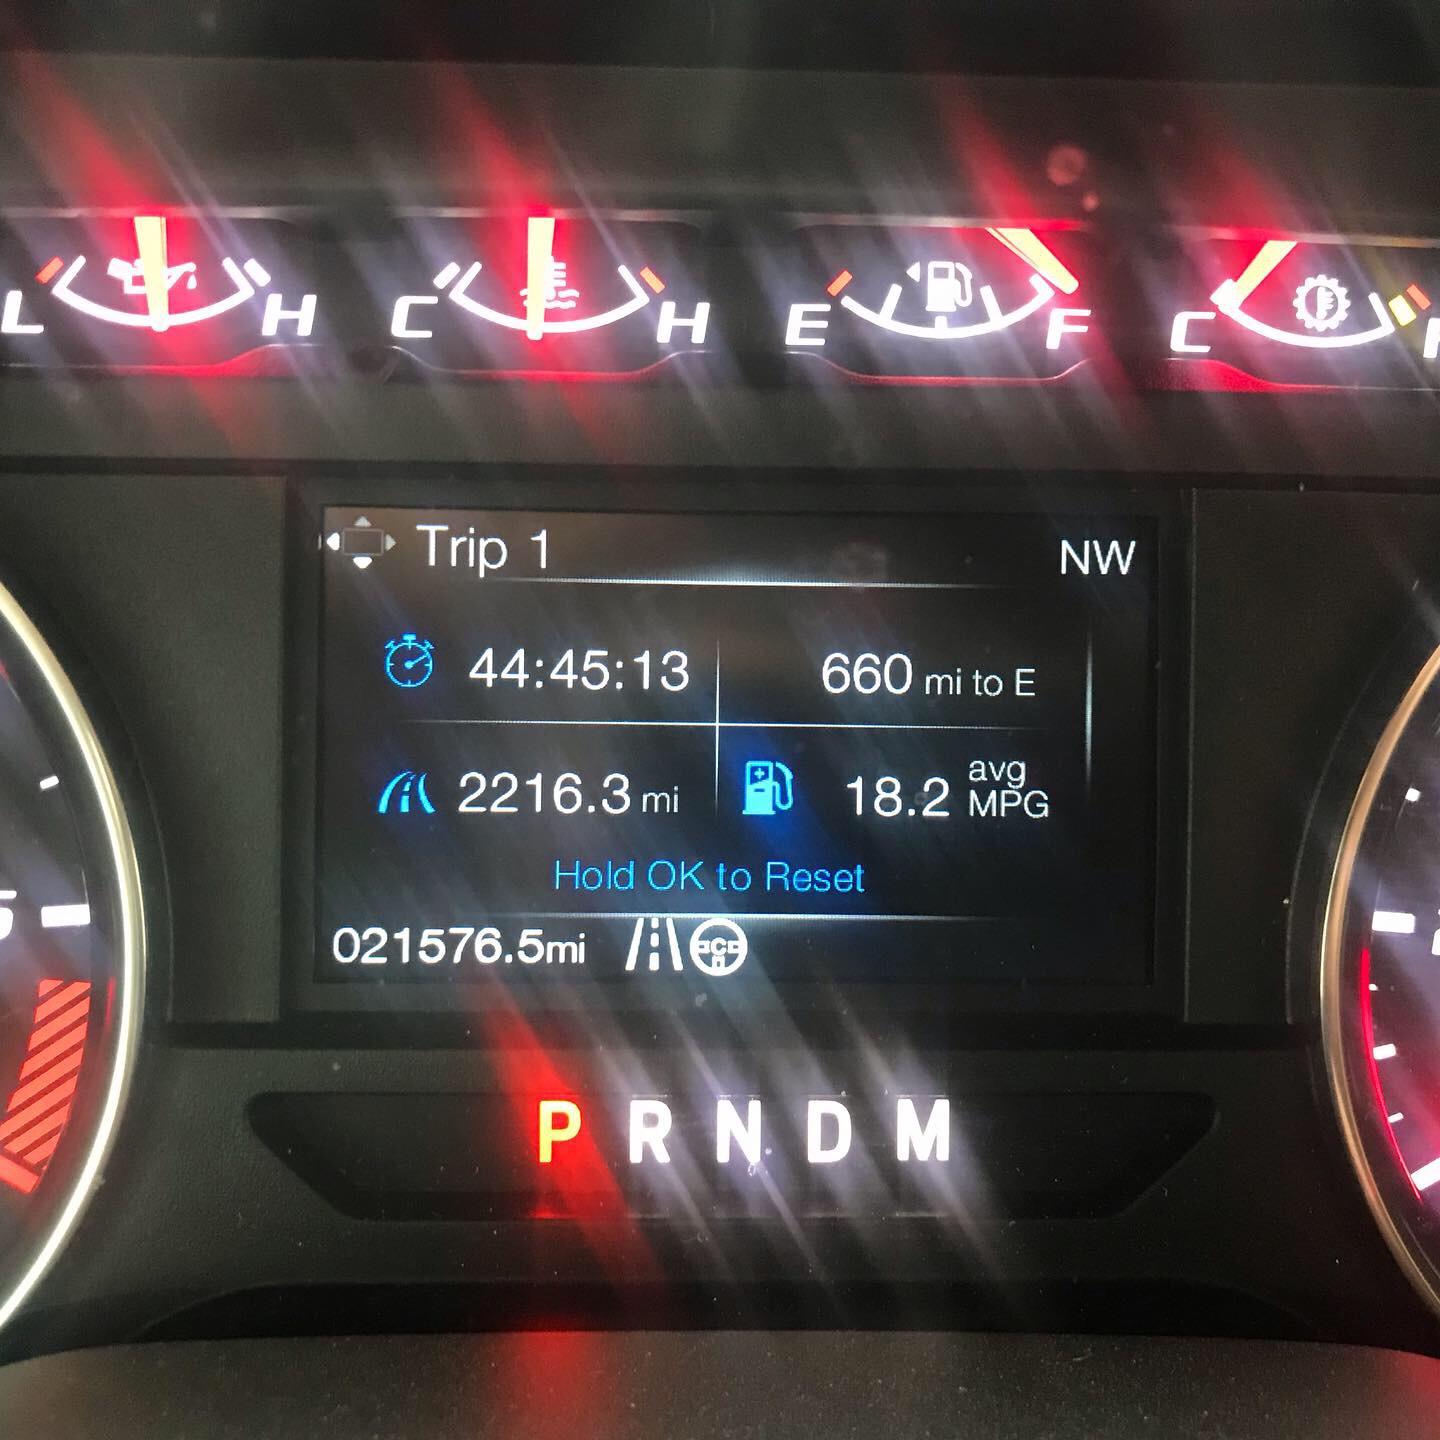 L H C H E F C
Trip 1 NW
44:45:13 660 mi to E
2216.3 mi 18.2 avg MPG
Hold OK to Reset
021576.5mi C
P R N D M